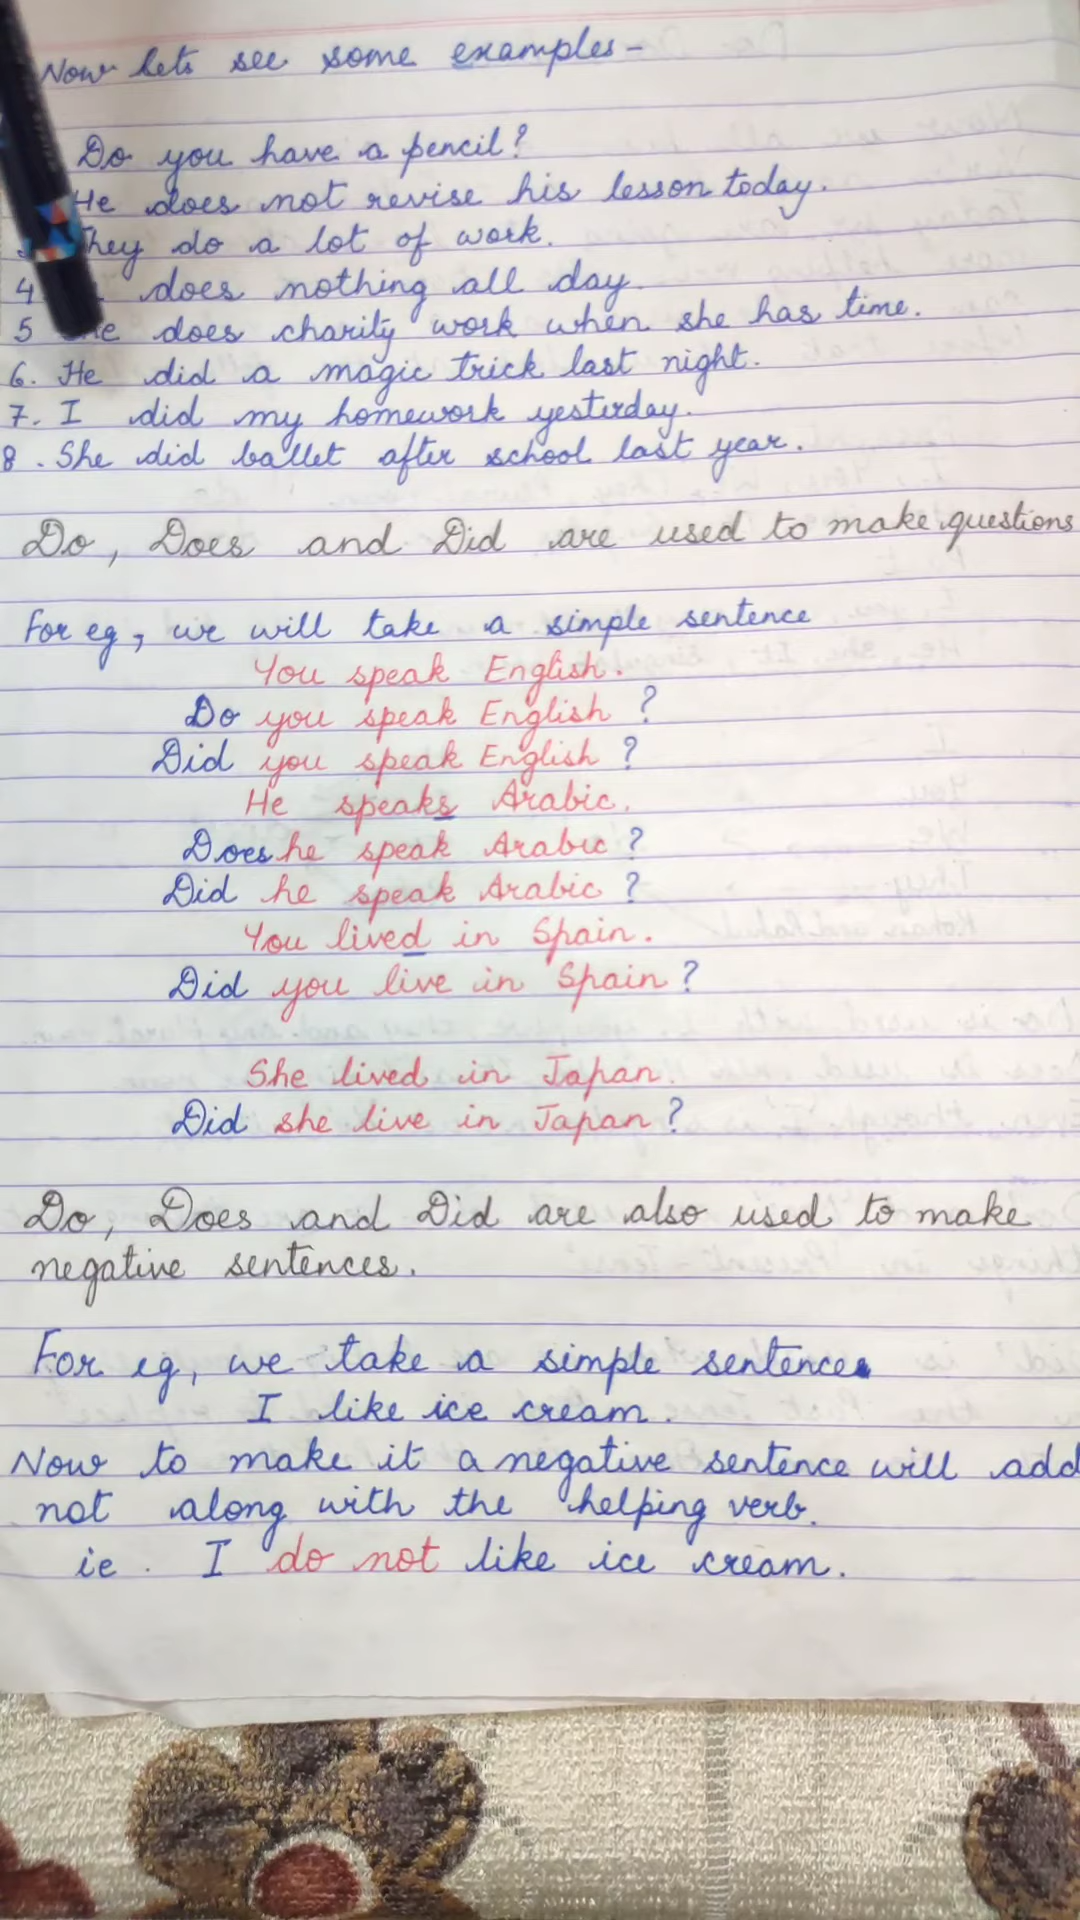 Now lets see some examples-
Do you have a pencil?
He does not revise his lesson today.
They do a lot of work.
4 does nothing all day.
5 does charity work when she has time.
6. He did a magic trick last night.
7. I did my homework yesterday.
8. She did ballet after school last year.
Do, Does and Did are used to make questions
For eg, we will take a simple sentence
You speak English.
Do you speak English ?
Did you speak English ?
He speaks Arabic.
Does he speak Arabic ?
Did he speak Arabic ?
You lived in Spain.
Did you live in Spain ?
She lived in Japan.
Did she live in Japan ?
Do, Does and Did are also used to make
negative sentences.
For eg, we take a simple sentence
I like ice cream.
Now to make it a negative sentence will add
not along with the helping verb.
ie. I do not like ice cream.